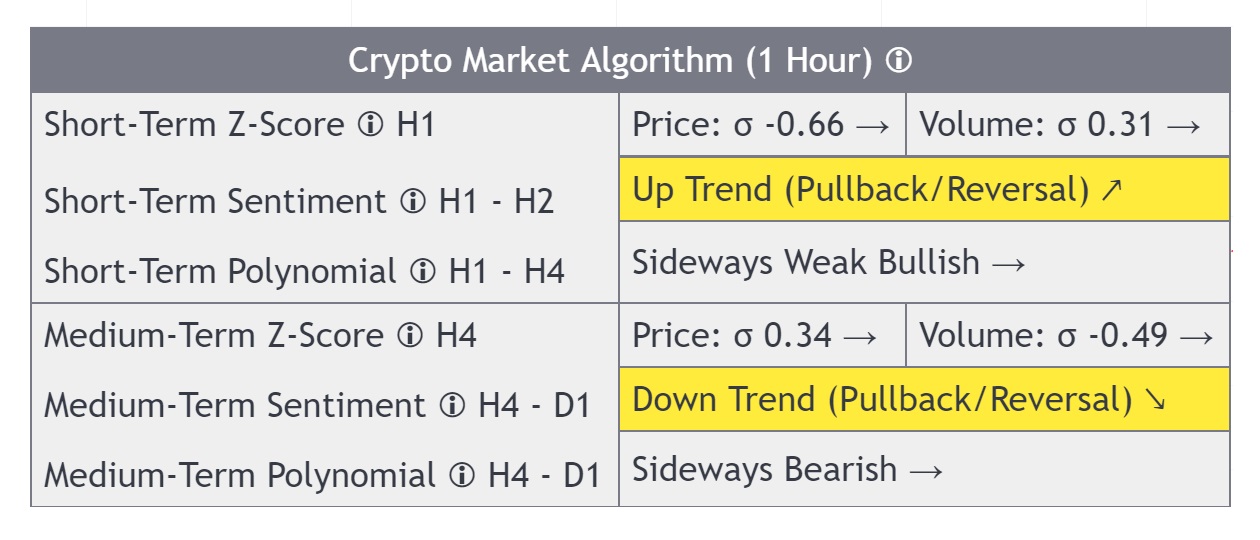 Crypto Market Algorithm (1 Hour) ⓘ
Short-Term Z-Score ⓘ H1 Price: σ -0.66 → Volume: σ 0.31 →
Short-Term Sentiment ⓘ H1 - H2 Up Trend (Pullback/Reversal) ↗
Short-Term Polynomial ⓘ H1 - H4 Sideways Weak Bullish →
Medium-Term Z-Score ⓘ H4 Price: σ 0.34 → Volume: σ -0.49 →
Medium-Term Sentiment ⓘ H4 - D1 Down Trend (Pullback/Reversal) ↘
Medium-Term Polynomial ⓘ H4 - D1 Sideways Bearish →